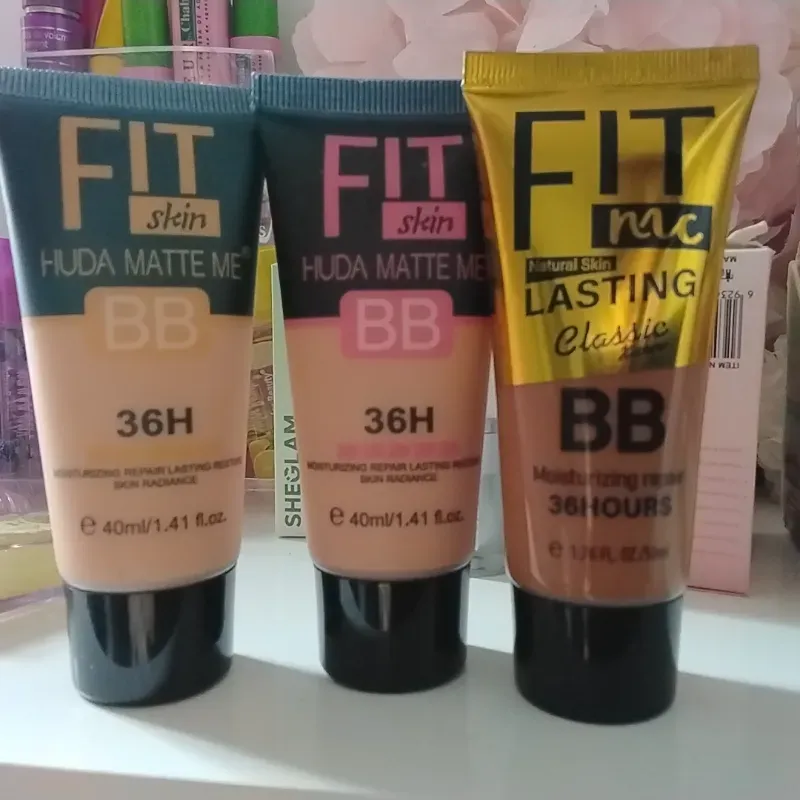 FIT
skin
HUDA MATTE ME
BB
36H
MOISTURIZING REPAIR LASTING
SKIN RADIANCE
e 40ml/1.41 fl.oz.
FIT
skin
HUDA MATTE ME
BB
36H
MOISTURIZING REPAIR LASTING
SKIN RADIANCE
e 40ml/1.41 fl.oz.
FIT
me
Natural Skin
LASTING
Classic
BB
Moisturizing
36HOURS
SHEGLAM